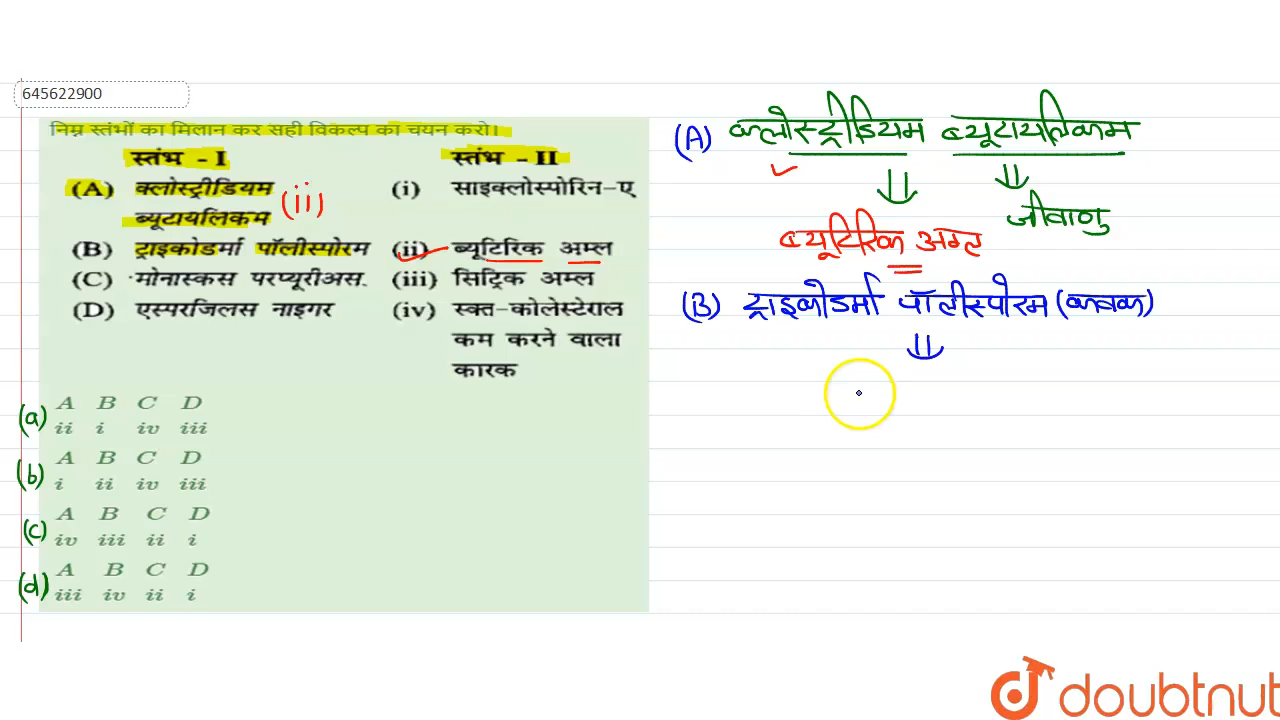 645622900
निम्न स्तंभों का मिलान कर सही विकल्प का चयन करो।
स्तंभ - I स्तंभ - II
(A) क्लोस्ट्रीडियम (i) साइक्लोस्पोरिन-ए
ब्यूटायलिकम (ii)
(B) ट्राइकोडर्मा पॉलीस्पोरम (ii) ब्यूटिरिक अम्ल
(C) मोनास्कस परप्यूरीअस. (iii) सिट्रिक अम्ल
(D) एस्परजिलस नाइगर (iv) स्क्त-कोलेस्टेराल
कम करने वाला
कारक
(a) A B C D
ii i iv iii
(b) A B C D
i ii iv iii
(c) A B C D
iv iii ii i
(d) A B C D
iii iv ii i
(A) क्लोस्ट्रीडियम ब्यूटायलिकम
जीवाणु
ब्यूटिरिक अम्ल
(B) ट्राइकोडर्मा पॉलीस्पोरम (कवक)
doubtnut